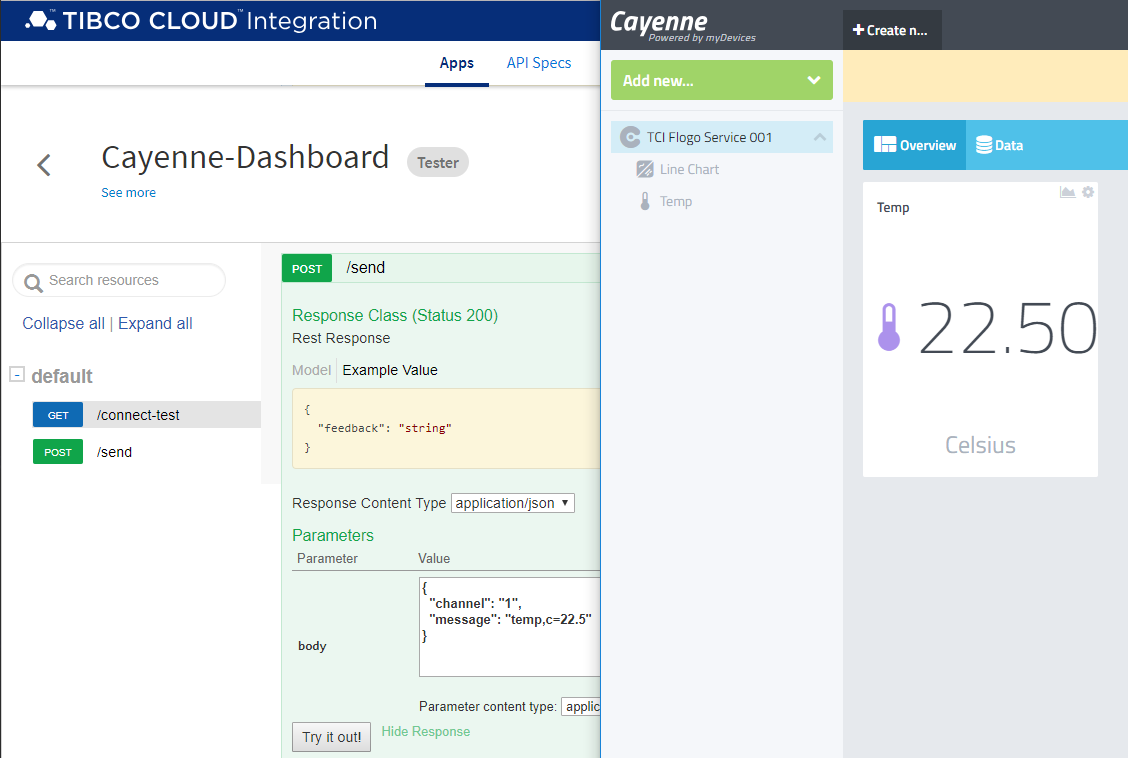 TIBCO CLOUD™ Integration
Apps
API Specs
Cayenne-Dashboard
Tester
See more
Search resources
Collapse all | Expand all
- default
GET /connect-test
POST /send
POST /send
Response Class (Status 200)
Rest Response
Model Example Value
{
"feedback": "string"
}
Response Content Type application/json
Parameters
Parameter Value
body
{
"channel": "1",
"message": "temp,c=22.5"
}
Parameter content type: applic
Try it out! Hide Response
Cayenne
Powered by myDevices
+ Create n...
Add new...
TCI Flogo Service 001
Line Chart
Temp
Overview
Data
Temp
22.50
Celsius